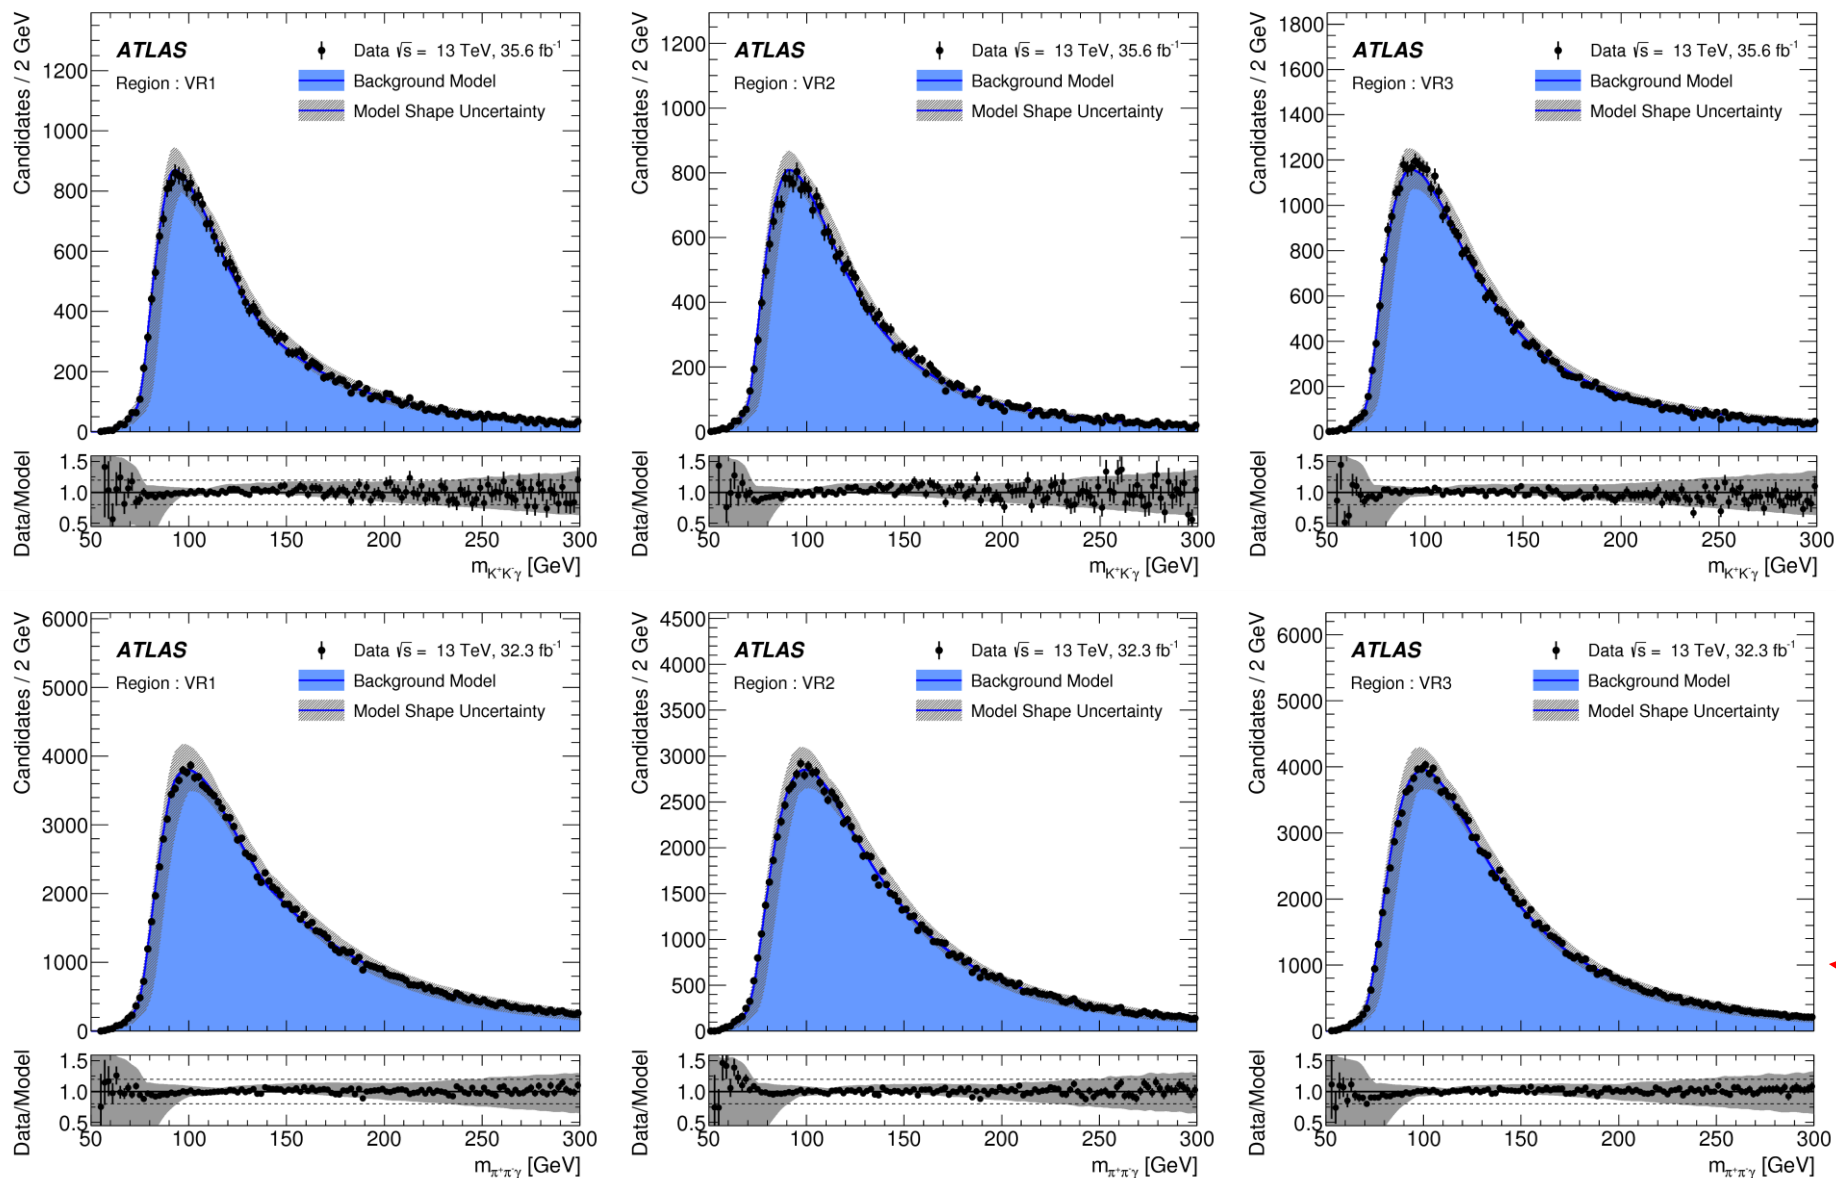 Candidates / 2 GeV
ATLAS
Region : VR1
Data √s = 13 TeV, 35.6 fb⁻¹
Background Model
Model Shape Uncertainty
1200
1000
800
600
400
200
0
Data/Model
1.5
1.0
0.5
50 100 150 200 250 300
m_K⁺K⁻γ [GeV]
Candidates / 2 GeV
ATLAS
Region : VR2
Data √s = 13 TeV, 35.6 fb⁻¹
Background Model
Model Shape Uncertainty
1200
1000
800
600
400
200
0
Data/Model
1.5
1.0
0.5
50 100 150 200 250 300
m_K⁺K⁻γ [GeV]
Candidates / 2 GeV
ATLAS
Region : VR3
Data √s = 13 TeV, 35.6 fb⁻¹
Background Model
Model Shape Uncertainty
1800
1600
1400
1200
1000
800
600
400
200
0
Data/Model
1.5
1.0
0.5
50 100 150 200 250 300
m_K⁺K⁻γ [GeV]
Candidates / 2 GeV
ATLAS
Region : VR1
Data √s = 13 TeV, 32.3 fb⁻¹
Background Model
Model Shape Uncertainty
6000
5000
4000
3000
2000
1000
0
Data/Model
1.5
1.0
0.5
50 100 150 200 250 300
m_π⁺π⁻γ [GeV]
Candidates / 2 GeV
ATLAS
Region : VR2
Data √s = 13 TeV, 32.3 fb⁻¹
Background Model
Model Shape Uncertainty
4500
4000
3500
3000
2500
2000
1500
1000
500
0
Data/Model
1.5
1.0
0.5
50 100 150 200 250 300
m_π⁺π⁻γ [GeV]
Candidates / 2 GeV
ATLAS
Region : VR3
Data √s = 13 TeV, 32.3 fb⁻¹
Background Model
Model Shape Uncertainty
6000
5000
4000
3000
2000
1000
0
Data/Model
1.5
1.0
0.5
50 100 150 200 250 300
m_π⁺π⁻γ [GeV]